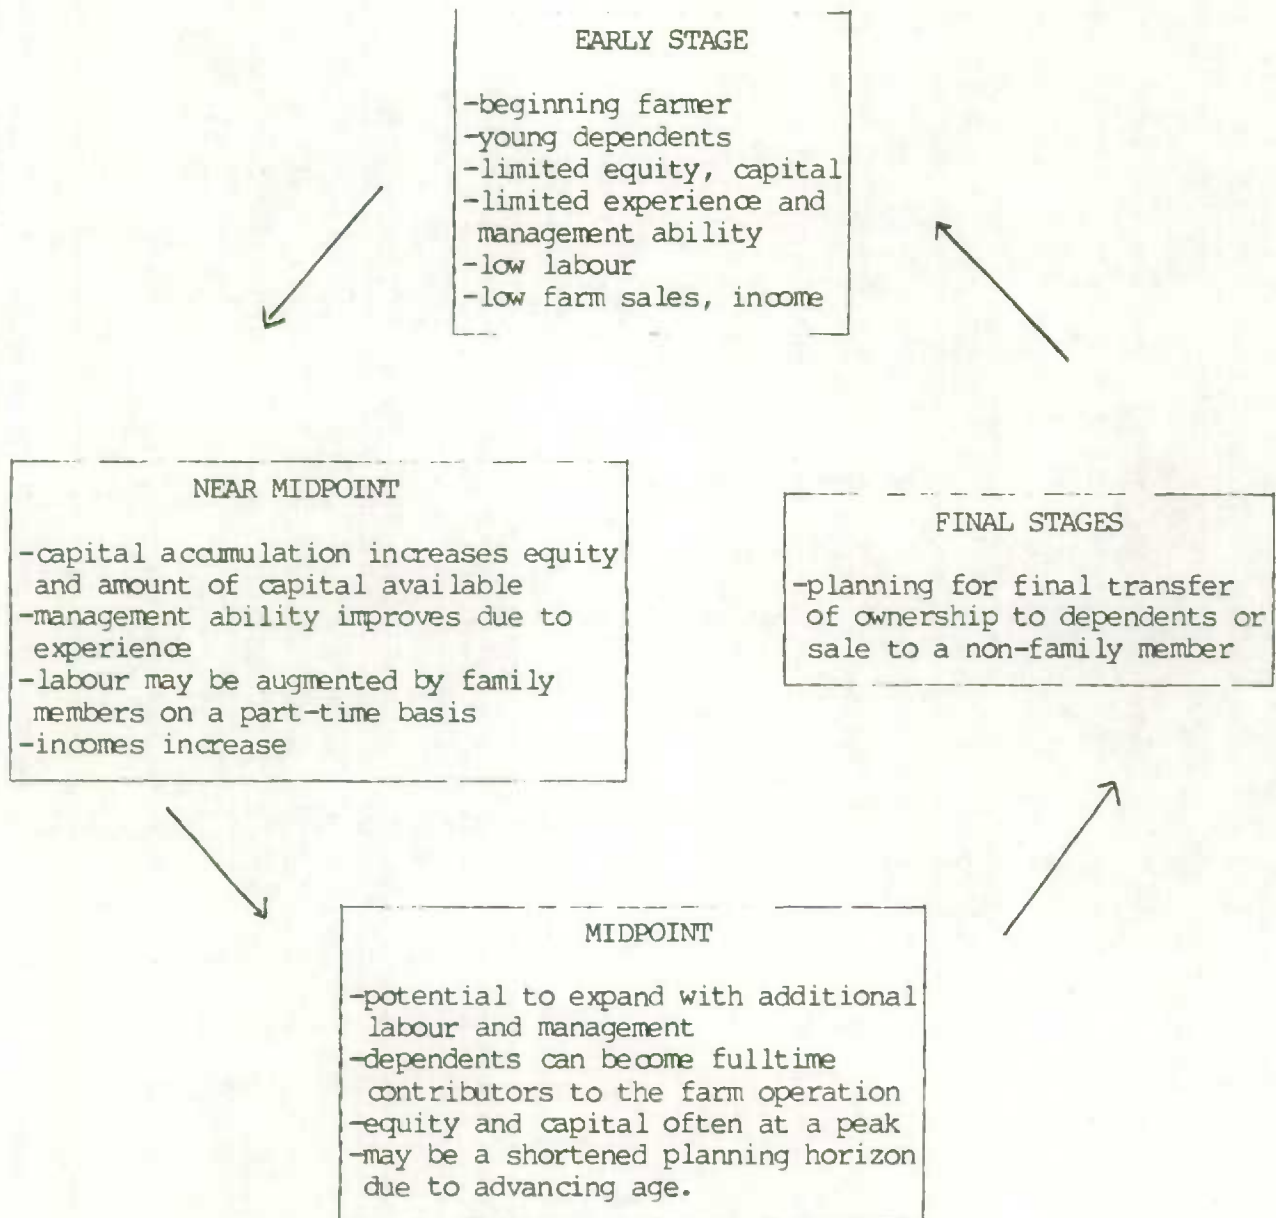 EARLY STAGE
-beginning farmer
-young dependents
-limited equity, capital
-limited experience and
management ability
-low labour
-low farm sales, income
NEAR MIDPOINT
-capital accumulation increases equity
and amount of capital available
-management ability improves due to
experience
-labour may be augmented by family
members on a part-time basis
-incomes increase
MIDPOINT
-potential to expand with additional
labour and management
-dependents can become fulltime
contributors to the farm operation
-equity and capital often at a peak
-may be a shortened planning horizon
due to advancing age.
FINAL STAGES
-planning for final transfer
of ownership to dependents or
sale to a non-family member